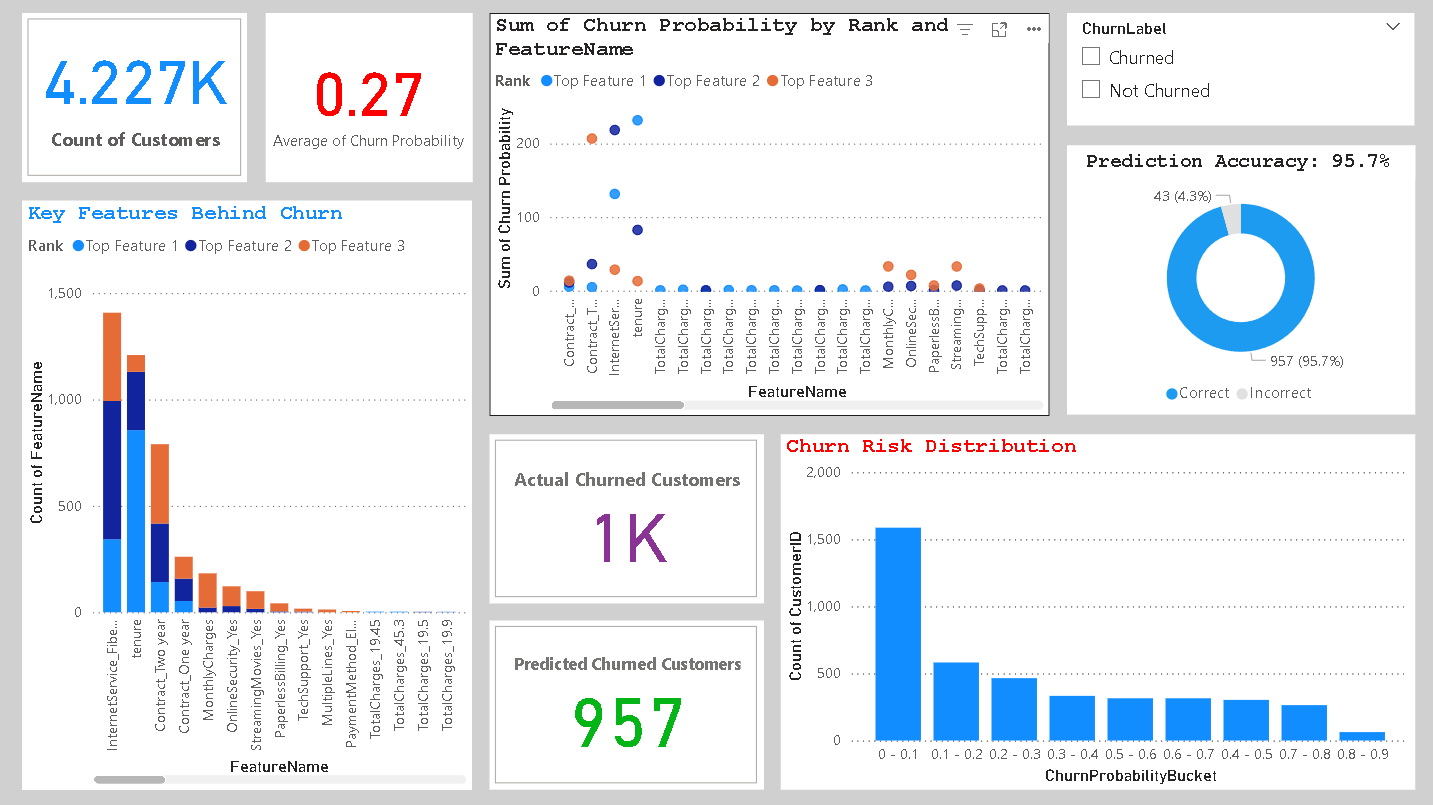 4.227K
Count of Customers
0.27
Average of Churn Probability
Sum of Churn Probability by Rank and
FeatureName
Rank Top Feature 1 Top Feature 2 Top Feature 3
Sum of Churn Probability
200
100
0
Contract_...
Contract_T...
InternetSer...
tenure
TotalCharg...
TotalCharg...
TotalCharg...
TotalCharg...
TotalCharg...
TotalCharg...
TotalCharg...
TotalCharg...
TotalCharg...
TotalCharg...
MonthlyC...
OnlineSec...
PaperlessB...
Streaming...
TechSupp...
TotalCharg...
TotalCharg...
FeatureName
ChurnLabel
Churned
Not Churned
Prediction Accuracy: 95.7%
43 (4.3%)
957 (95.7%)
Correct Incorrect
Key Features Behind Churn
Rank Top Feature 1 Top Feature 2 Top Feature 3
Count of FeatureName
1,500
1,000
500
0
InternetService_Fibe...
tenure
Contract_Two year
Contract_One year
MonthlyCharges
OnlineSecurity_Yes
StreamingMovies_Yes
PaperlessBilling_Yes
TechSupport_Yes
MultipleLines_Yes
PaymentMethod_El...
TotalCharges_19.45
TotalCharges_45.3
TotalCharges_19.5
TotalCharges_19.9
FeatureName
Actual Churned Customers
1K
Predicted Churned Customers
957
Churn Risk Distribution
Count of CustomerID
2,000
1,500
1,000
500
0
0 - 0.1 0.1 - 0.2 0.2 - 0.3 0.3 - 0.4 0.5 - 0.6 0.6 - 0.7 0.4 - 0.5 0.7 - 0.8 0.8 - 0.9
ChurnProbabilityBucket